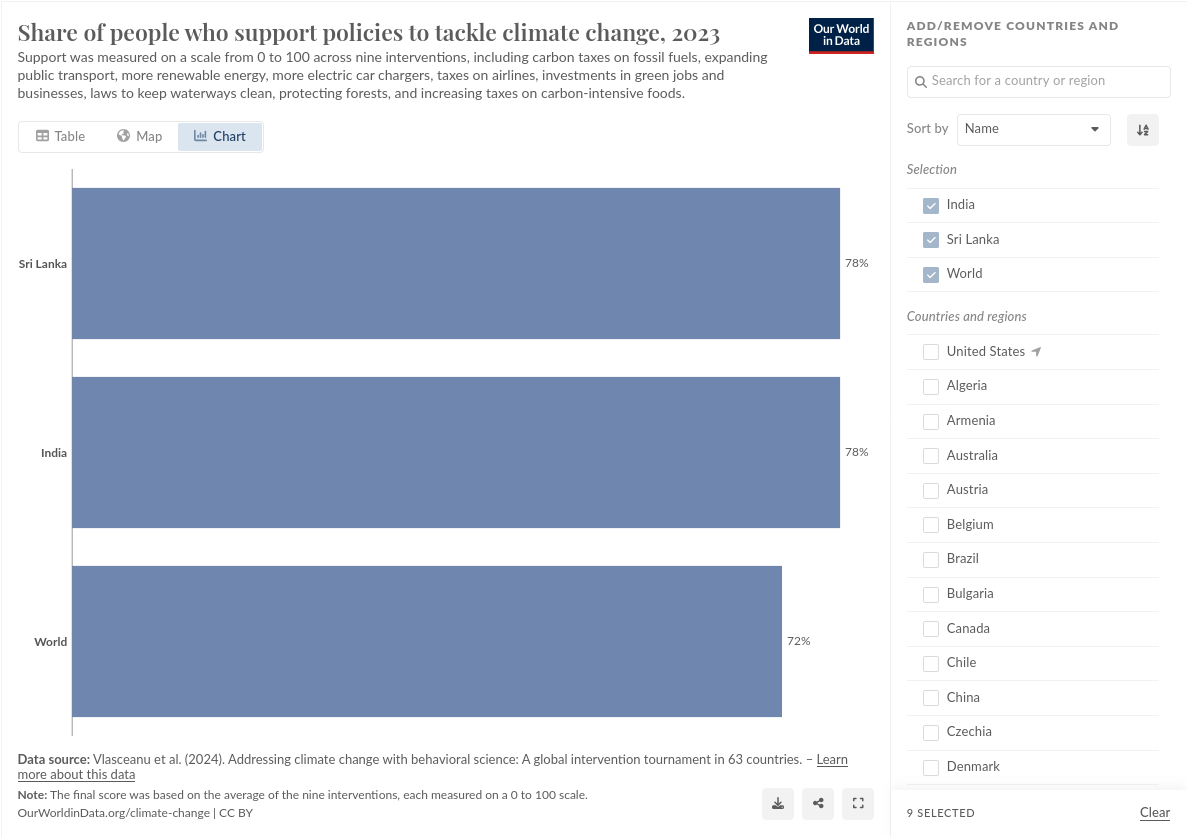 Share of people who support policies to tackle climate change, 2023
Our World
in Data
Support was measured on a scale from 0 to 100 across nine interventions, including carbon taxes on fossil fuels, expanding
public transport, more renewable energy, more electric car chargers, taxes on airlines, investments in green jobs and
businesses, laws to keep waterways clean, protecting forests, and increasing taxes on carbon-intensive foods.
Table
Map
Chart
Sri Lanka
78%
India
78%
World
72%
Data source: Vlasceanu et al. (2024). Addressing climate change with behavioral science: A global intervention tournament in 63 countries. – Learn
more about this data
Note: The final score was based on the average of the nine interventions, each measured on a 0 to 100 scale.
OurWorldinData.org/climate-change | CC BY
ADD/REMOVE COUNTRIES AND
REGIONS
Search for a country or region
Sort by
Name
Selection
India
Sri Lanka
World
Countries and regions
United States
Algeria
Armenia
Australia
Austria
Belgium
Brazil
Bulgaria
Canada
Chile
China
Czechia
Denmark
9 SELECTED
Clear